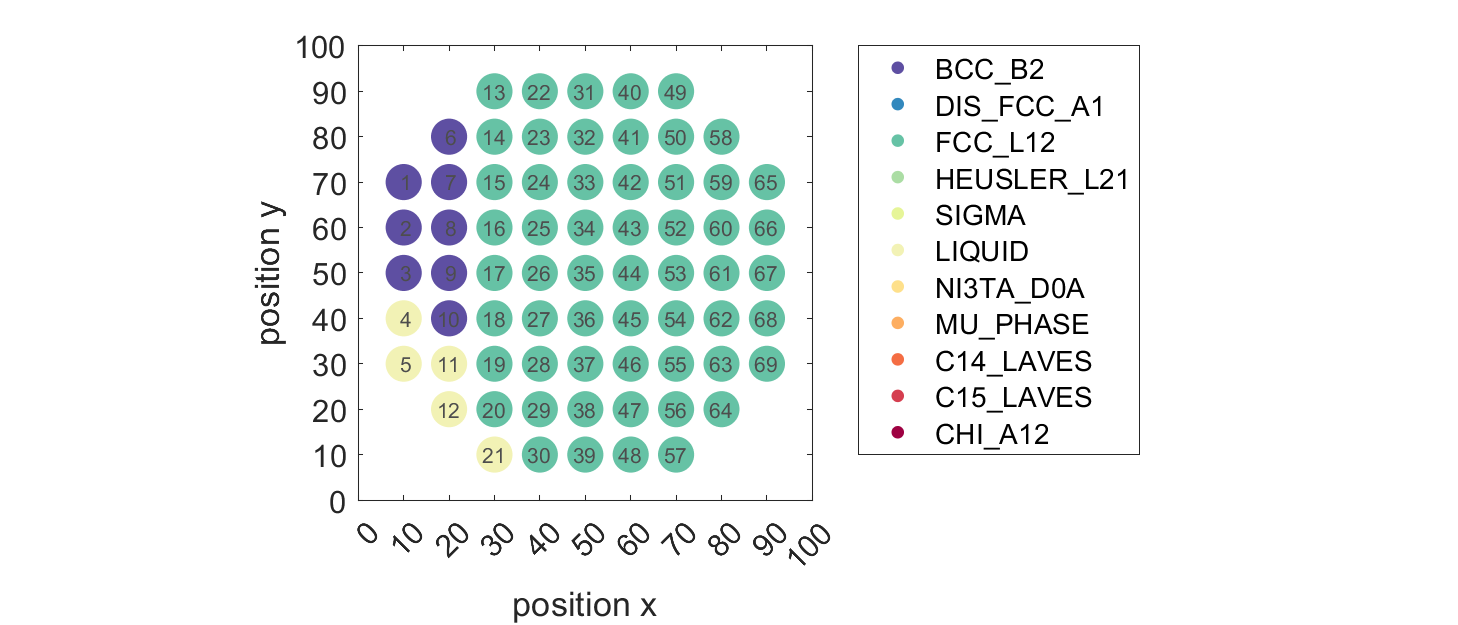 100
90 13 22 31 40 49
80 6 14 23 32 41 50 58
70 1 7 15 24 33 42 51 59 65
60 2 8 16 25 34 43 52 60 66
50 3 9 17 26 35 44 53 61 67
40 4 10 18 27 36 45 54 62 68
30 5 11 19 28 37 46 55 63 69
20 12 20 29 38 47 56 64
10 21 30 39 48 57
0
0 10 20 30 40 50 60 70 80 90 100
position x
position y
BCC_B2
DIS_FCC_A1
FCC_L12
HEUSLER_L21
SIGMA
LIQUID
NI3TA_D0A
MU_PHASE
C14_LAVES
C15_LAVES
CHI_A12